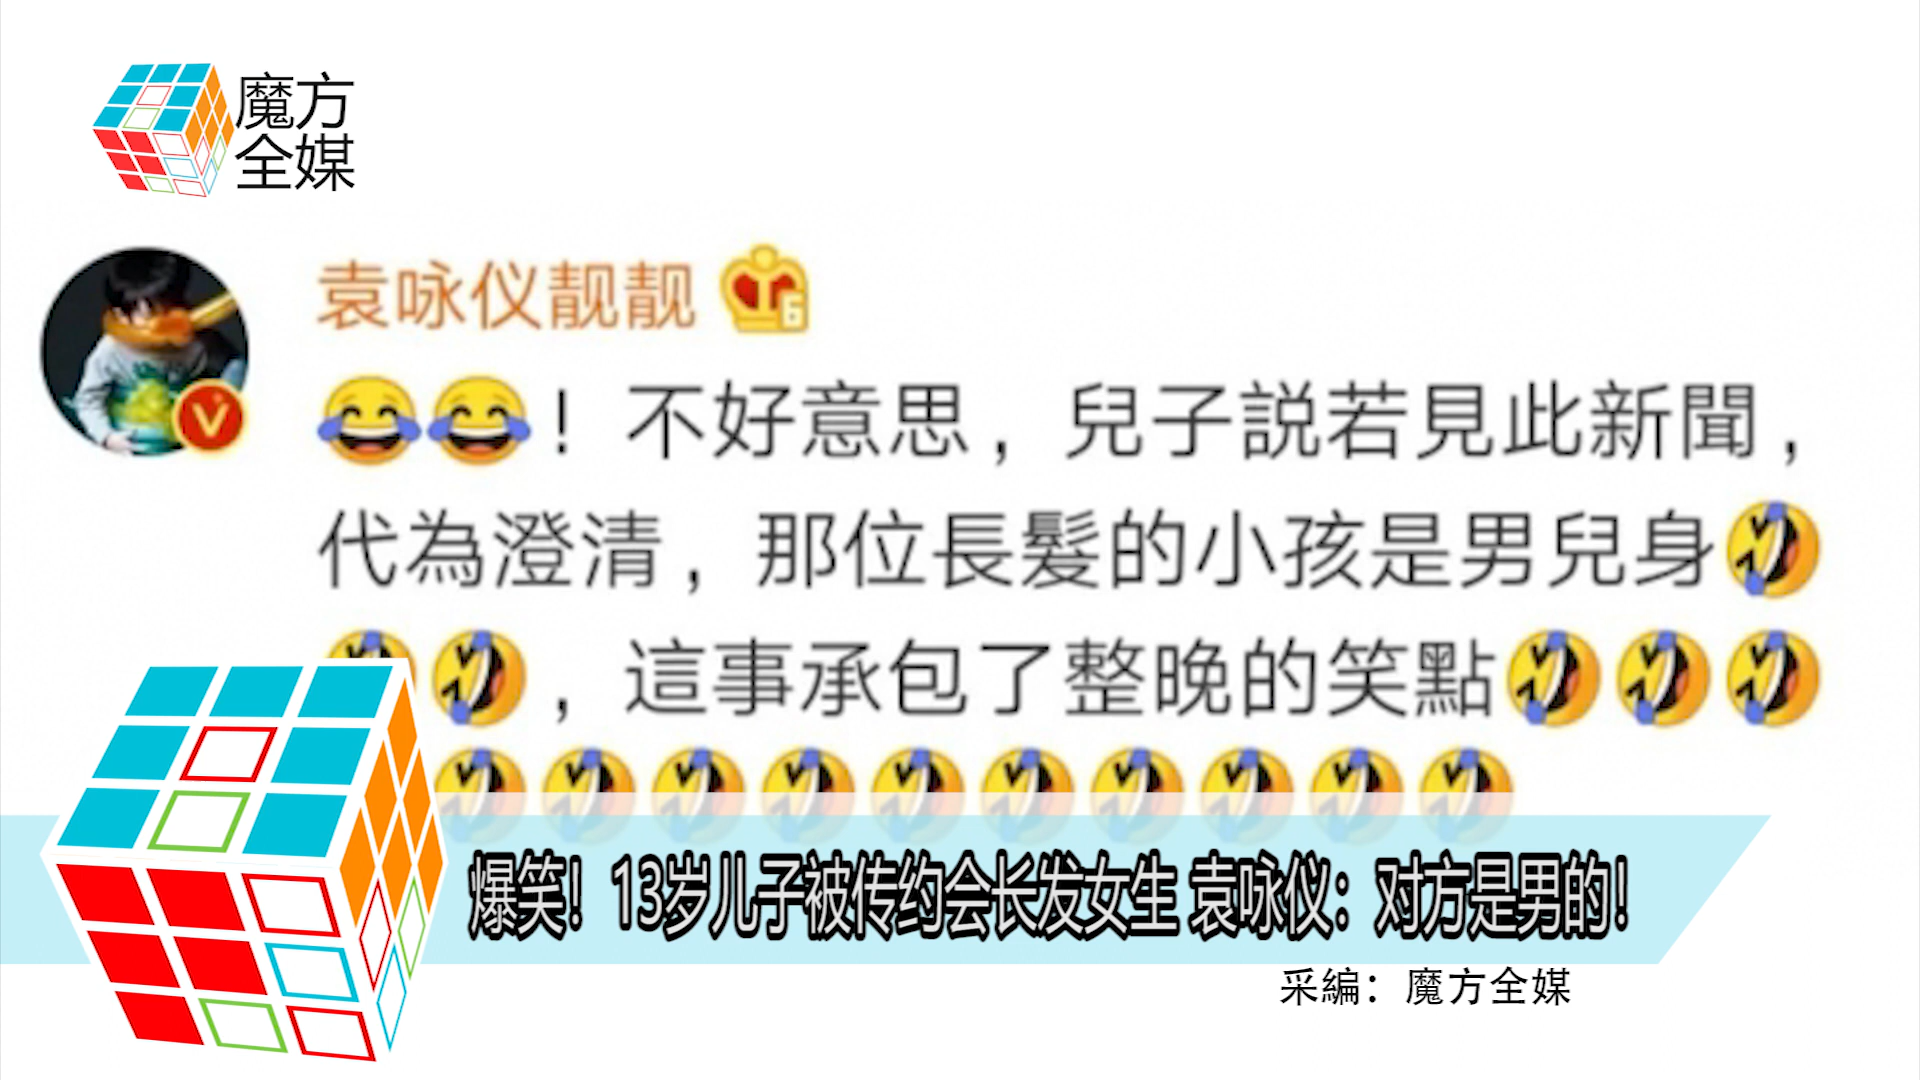 魔方
全媒
袁咏仪靓靓
6
V
😂😂！不好意思，兒子説若見此新聞，
代為澄清，那位長髮的小孩是男兒身🤣
🤣🤣，這事承包了整晚的笑點🤣🤣🤣
🤣🤣🤣🤣🤣🤣🤣🤣🤣🤣
爆笑！13岁儿子被传约会长发女生 袁咏仪：对方是男的！
采編：魔方全媒